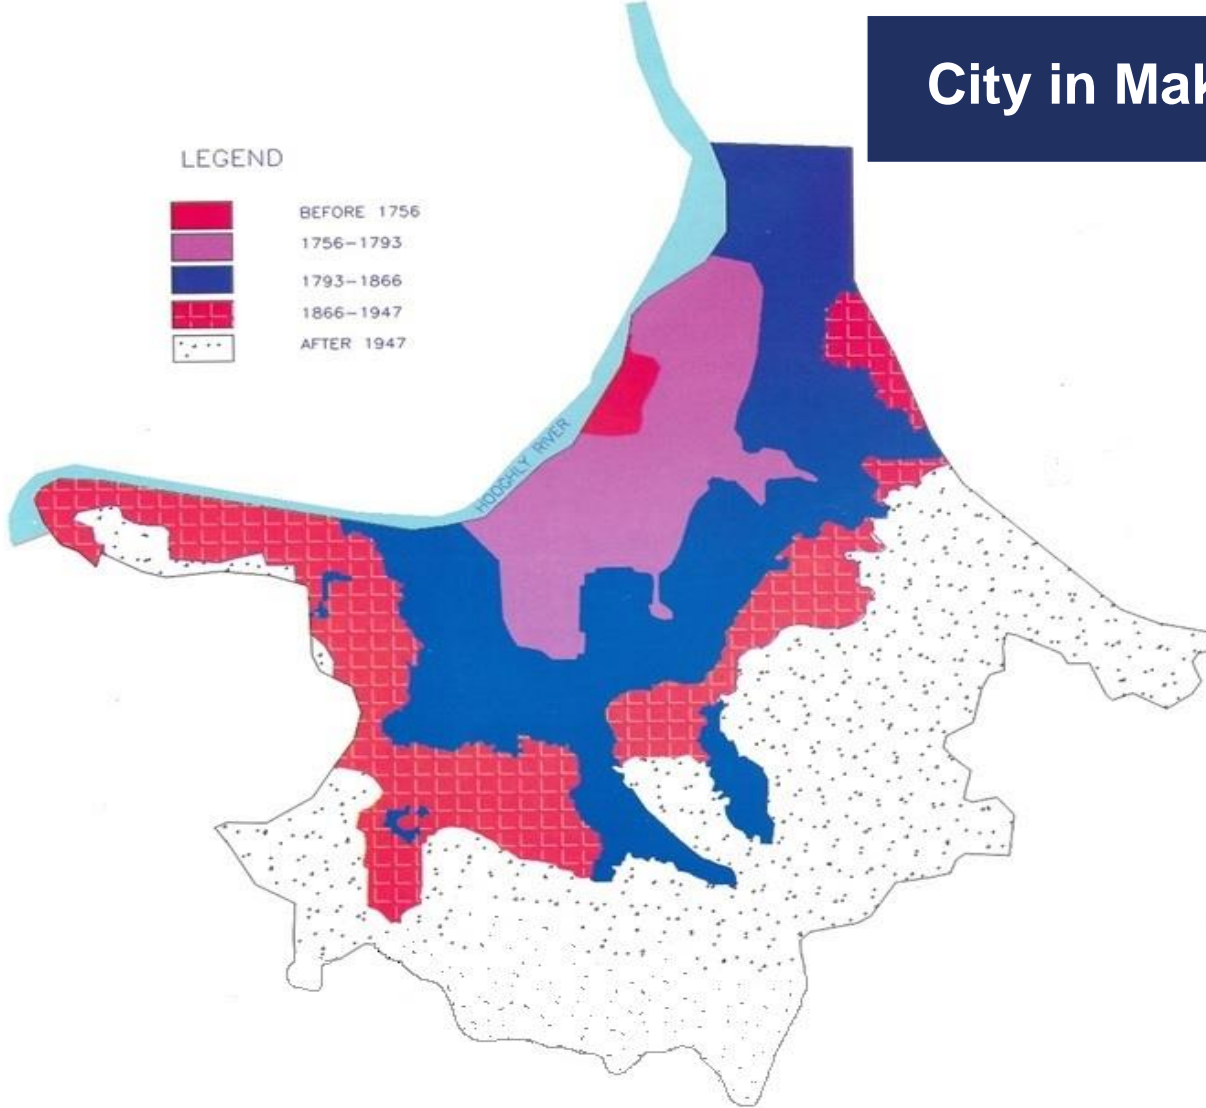 City in Mak
LEGEND
BEFORE 1756
1756-1793
1793-1866
1866-1947
AFTER 1947
HOOGHLY RIVER